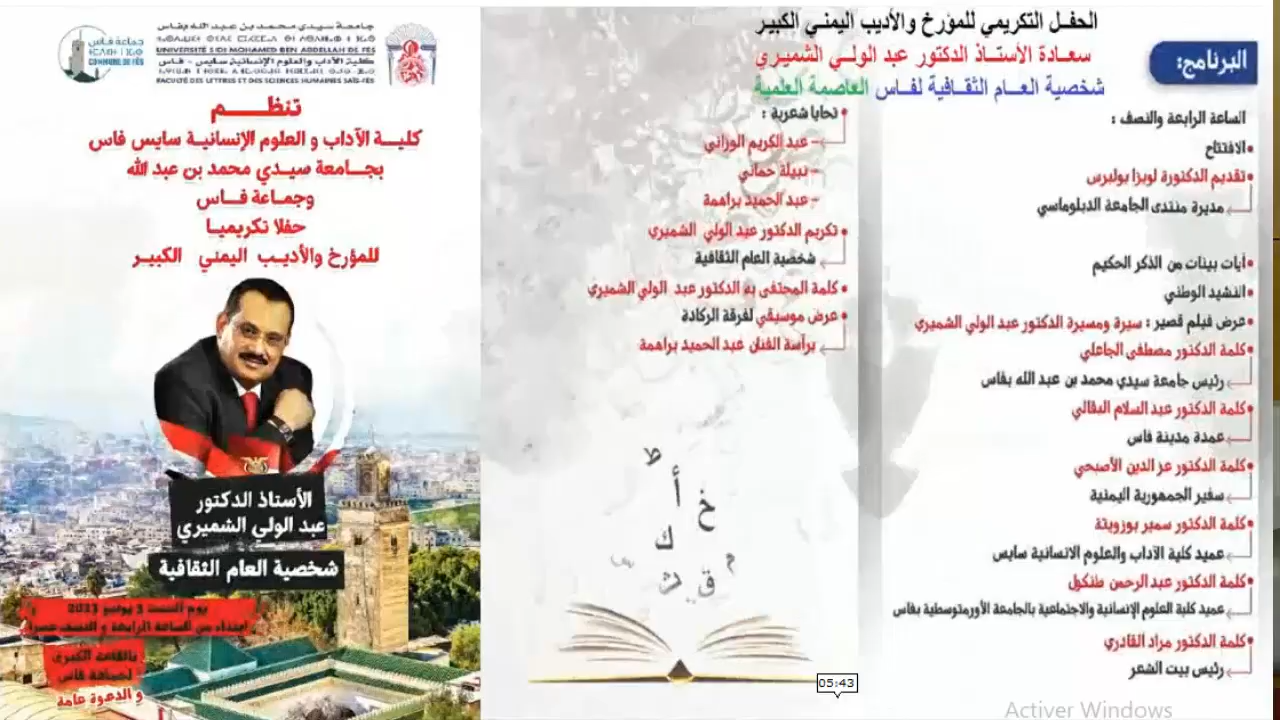 جماعة فاس
COMMUNE DE FÈS
جامعة سيدي محمد بن عبد الله بفاس
UNIVERSITÉ SIDI MOHAMED BEN ABDELLAH DE FÈS
كلية الآداب والعلوم الإنسانية سايس - فاس
FACULTÉ DES LETTRES ET DES SCIENCES HUMAINES SAÏS-FÈS
تنظم
كلية الآداب و العلوم الإنسانية سايس فاس
بجامعة سيدي محمد بن عبد الله
وجماعة فاس
حفلا تكريميا
للمؤرخ والأديب اليمني الكبير
الأستاذ الدكتور
عبد الولي الشميري
شخصية العام الثقافية
يوم السبت 3 يونيو 2023
ابتداء من الساعة الرابعة و النصف عصرا
بالقاعة الكبرى
لجماعة فاس
و الدعوة عامة
الحفل التكريمي للمؤرخ والأديب اليمني الكبير
سعادة الأستاذ الدكتور عبد الولي الشميري
شخصية العام الثقافية لفاس العاصمة العلمية
البرنامج:
الساعة الرابعة والنصف :
•الافتتاح
•تقديم الدكتورة لويزا بولبرس
مديرة منتدى الجامعة الدبلوماسي
•آيات بينات من الذكر الحكيم
•النشيد الوطني
•عرض فيلم قصير : سيرة ومسيرة الدكتور عبد الولي الشميري
•كلمة الدكتور مصطفى اجاعلي
رئيس جامعة سيدي محمد بن عبد الله بفاس
•كلمة الدكتور عبد السلام البقالي
عمدة مدينة فاس
•كلمة الدكتور عز الدين الأصبحي
سفير الجمهورية اليمنية
•كلمة الدكتور سمير بوزويتة
عميد كلية الآداب والعلوم الانسانية سايس
•كلمة الدكتور عبد الرحمن طنكول
عميد كلية العلوم الإنسانية والاجتماعية بالجامعة الأورمتوسطية بفاس
•كلمة الدكتور مراد القادري
رئيس بيت الشعر
•تحايا شعرية :
- عبد الكريم الوزاني
- نبيلة حماني
- عبد الحميد براهمة
•تكريم الدكتور عبد الولي الشميري
شخصية العام الثقافية
•كلمة المحتفى به الدكتور عبد الولي الشميري
•عرض موسيقي لفرقة الركادة
برآسة الفنان عبد الحميد براهمة
05:43
Activer Windows